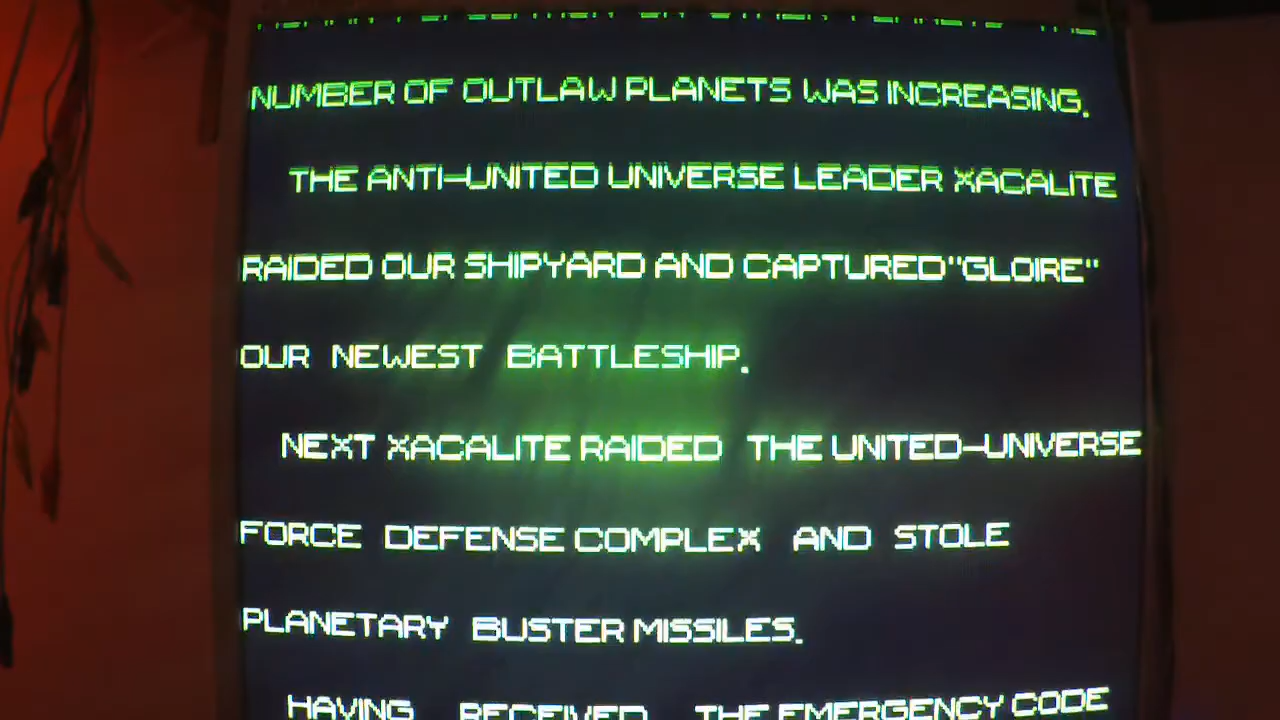 NUMBER OF OUTLAW PLANETS WAS INCREASING.
THE ANTI-UNITED UNIVERSE LEADER XACALITE
RAIDED OUR SHIPYARD AND CAPTURED "GLOIRE"
OUR NEWEST BATTLESHIP.
NEXT XACALITE RAIDED THE UNITED-UNIVERSE
FORCE DEFENSE COMPLEX AND STOLE
PLANETARY BUSTER MISSILES.
HAVING RECEIVED THE EMERGENCY CODE